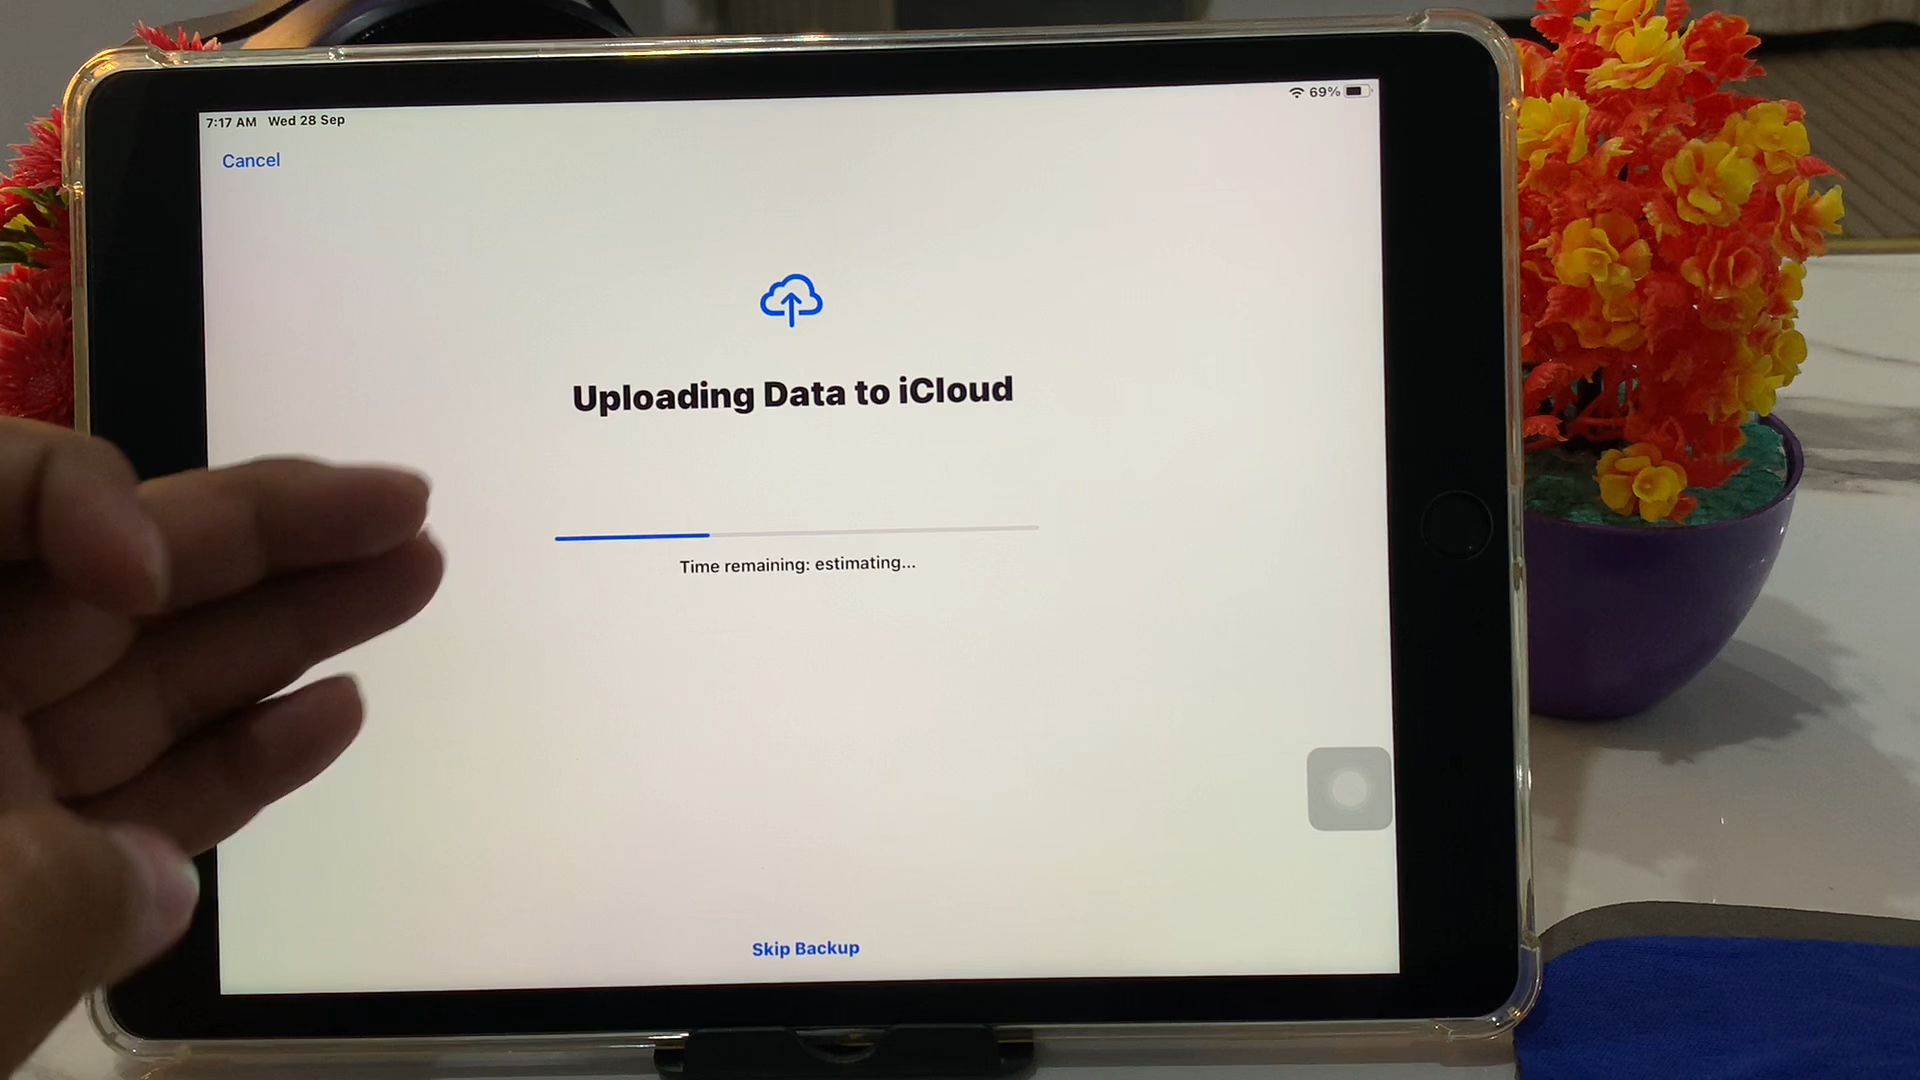 7:17 AM Wed 28 Sep
69%
Cancel
Uploading Data to iCloud
Time remaining: estimating...
Skip Backup